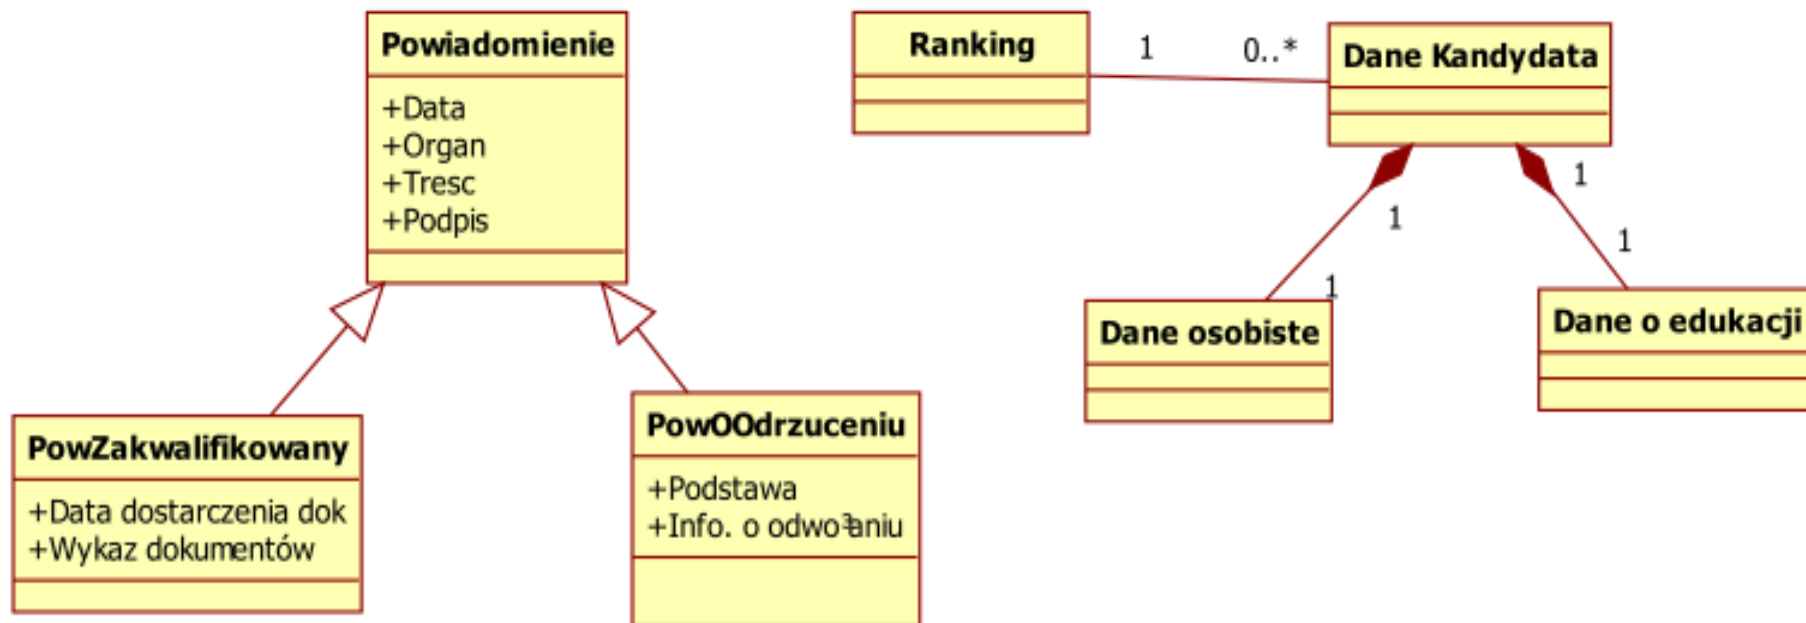 Powiadomienie
+Data
+Organ
+Tresc
+Podpis
Ranking
1
0..*
Dane Kandydata
1
1
1
1
Dane osobiste
Dane o edukacji
PowZakwalifikowany
+Data dostarczenia dok
+Wykaz dokumentów
PowOOdrzuceniu
+Podstawa
+Info. o odwo³aniu